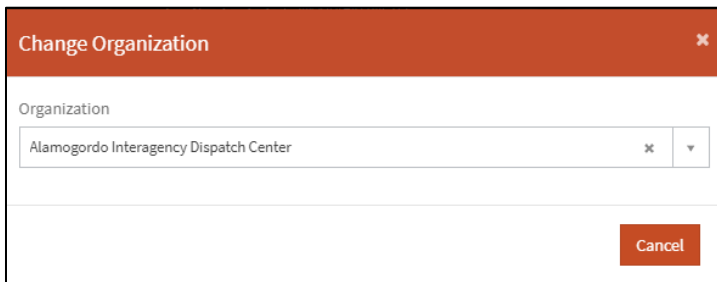 Change Organization
Organization
Alamogordo Interagency Dispatch Center
Cancel